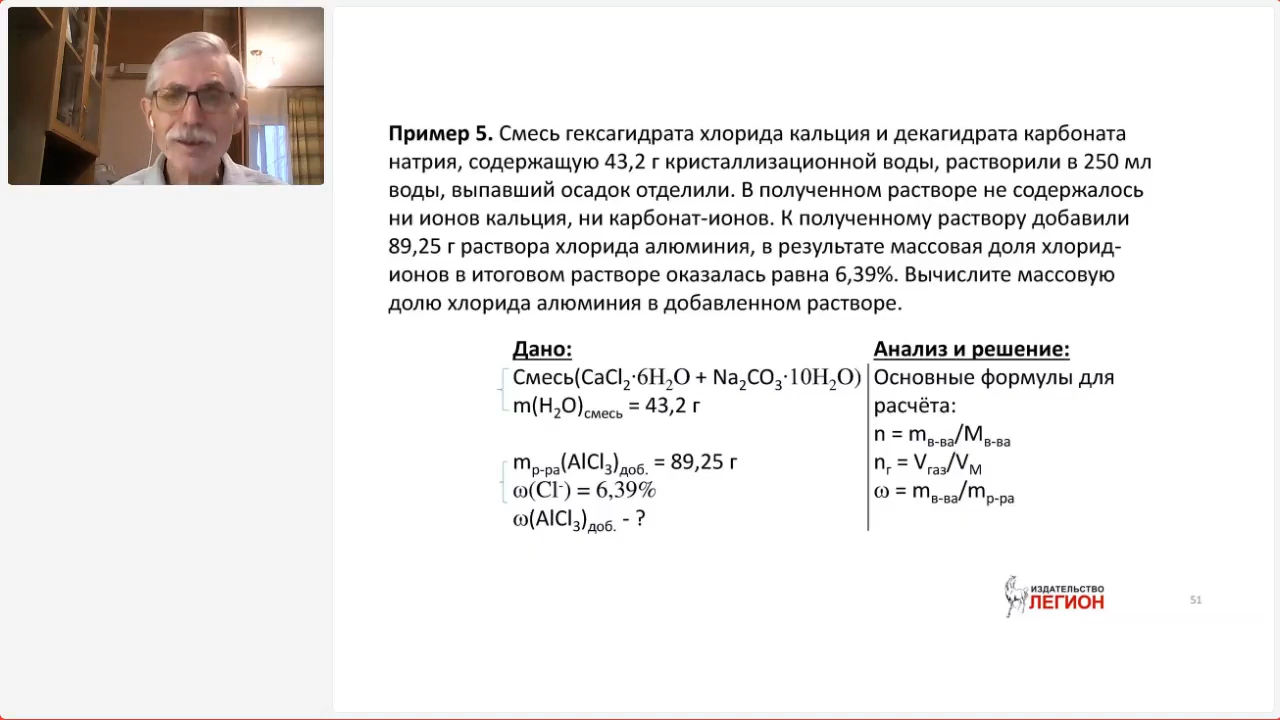 Пример 5. Смесь гексагидрата хлорида кальция и декагидрата карбоната
натрия, содержащую 43,2 г кристаллизационной воды, растворили в 250 мл
воды, выпавший осадок отделили. В полученном растворе не содержалось
ни ионов кальция, ни карбонат-ионов. К полученному раствору добавили
89,25 г раствора хлорида алюминия, в результате массовая доля хлорид-
ионов в итоговом растворе оказалась равна 6,39%. Вычислите массовую
долю хлорида алюминия в добавленном растворе.
Дано:
Смесь(CaCl₂·6H₂O + Na₂CO₃·10H₂O)
m(H₂O)смесь = 43,2 г
mр-ра(AlCl₃)доб. = 89,25 г
ω(Cl⁻) = 6,39%
ω(AlCl₃)доб. - ?
Анализ и решение:
Основные формулы для
расчёта:
n = mв-ва/Mв-ва
nг = Vгаз/VM
ω = mв-ва/mр-ра
ИЗДАТЕЛЬСТВО
ЛЕГИОН
51